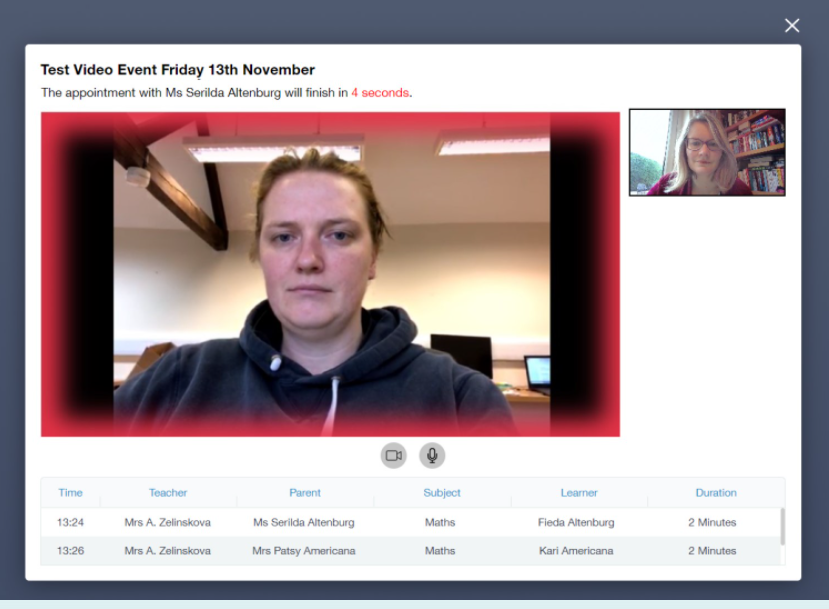 Test Video Event Friday 13th November
The appointment with Ms Serilda Altenburg will finish in 4 seconds.
Time Teacher Parent Subject Learner Duration
13:24 Mrs A. Zelinskova Ms Serilda Altenburg Maths Fieda Altenburg 2 Minutes
13:26 Mrs A. Zelinskova Mrs Patsy Americana Maths Kari Americana 2 Minutes